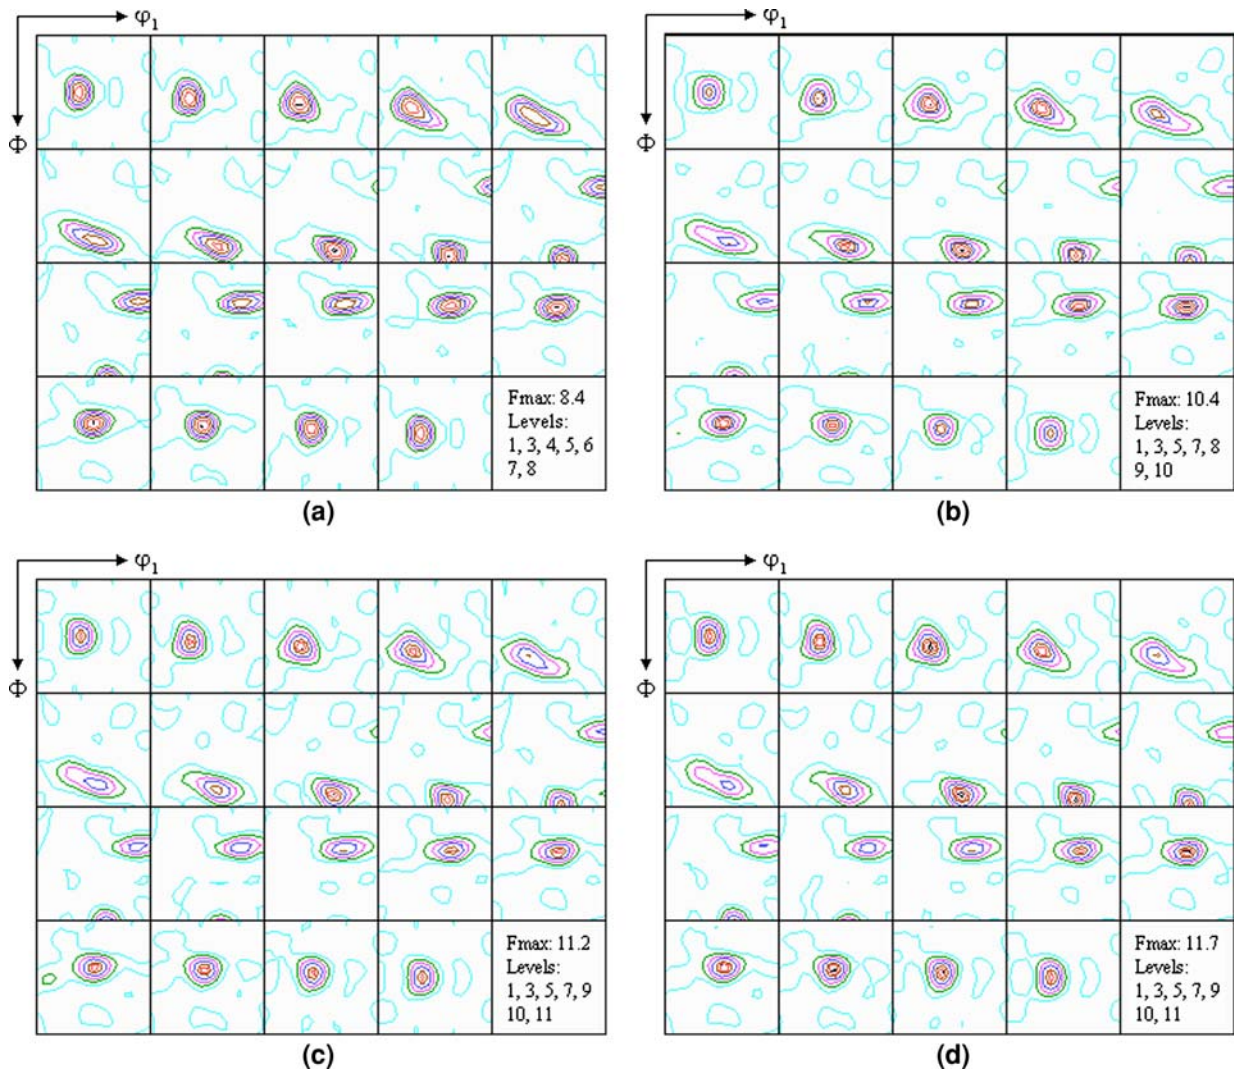 φ1
Φ
Fmax: 8.4
Levels:
1, 3, 4, 5, 6
7, 8
(a)
φ1
Φ
Fmax: 10.4
Levels:
1, 3, 5, 7, 8
9, 10
(b)
φ1
Φ
Fmax: 11.2
Levels:
1, 3, 5, 7, 9
10, 11
(c)
φ1
Φ
Fmax: 11.7
Levels:
1, 3, 5, 7, 9
10, 11
(d)